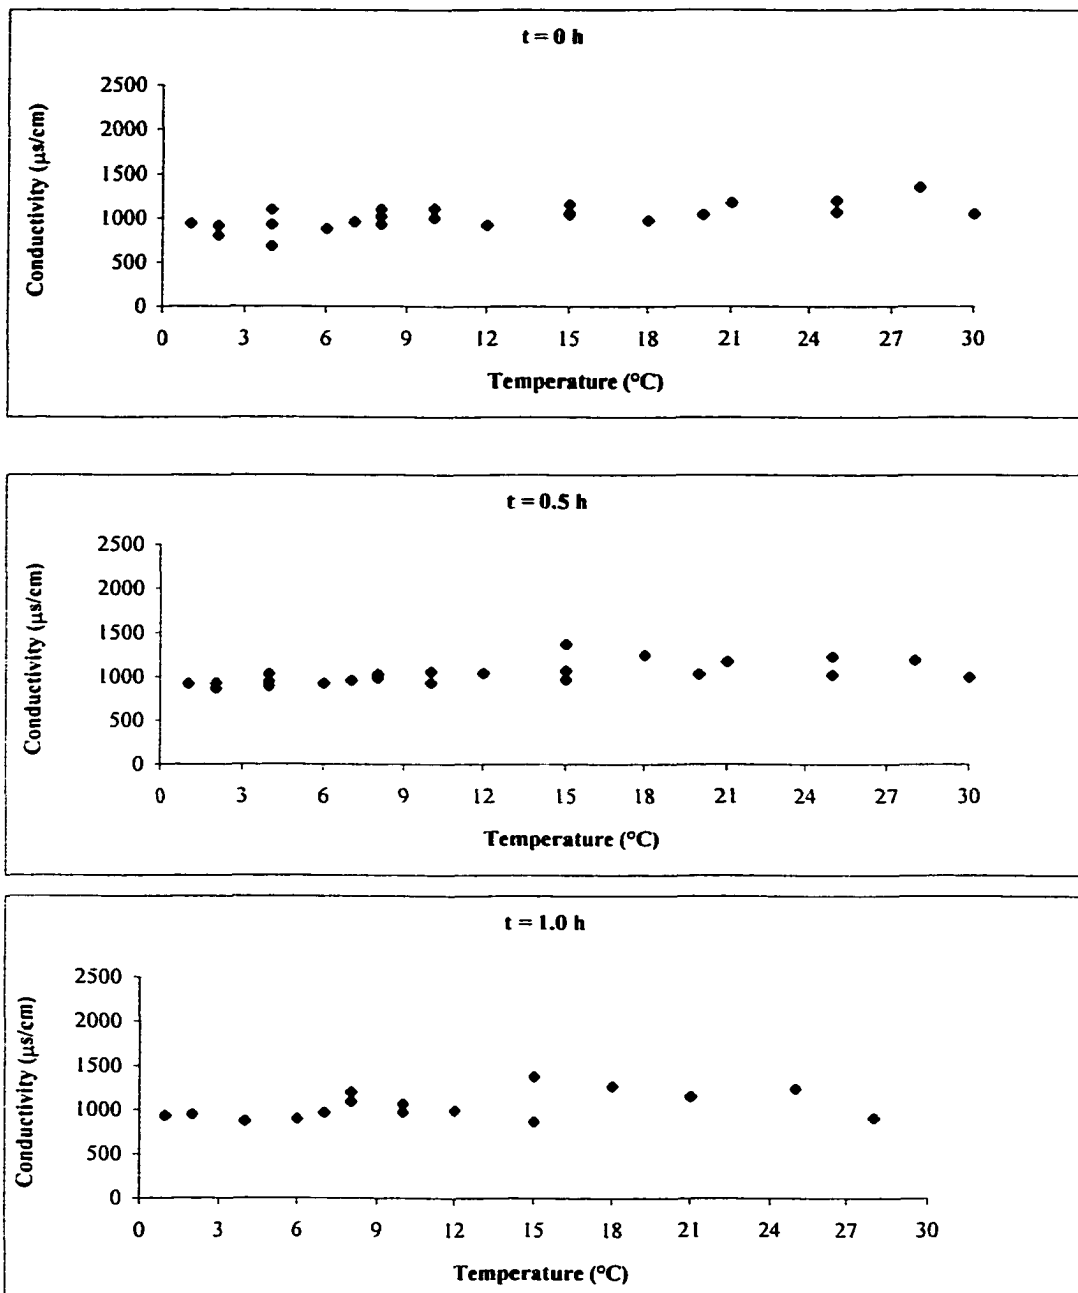 t = 0 h
Conductivity (µs/cm)
2500
2000
1500
1000
500
0
0 3 6 9 12 15 18 21 24 27 30
Temperature (°C)
t = 0.5 h
Conductivity (µs/cm)
2500
2000
1500
1000
500
0
0 3 6 9 12 15 18 21 24 27 30
Temperature (°C)
t = 1.0 h
Conductivity (µs/cm)
2500
2000
1500
1000
500
0
0 3 6 9 12 15 18 21 24 27 30
Temperature (°C)